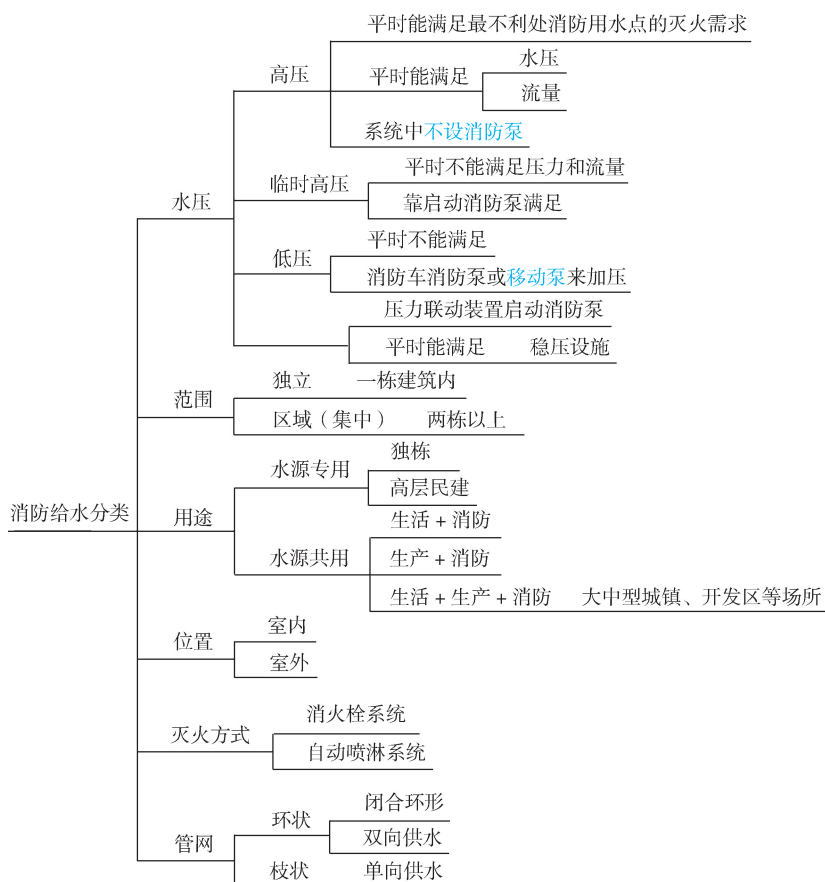 平时能满足最不利处消防用水点的灭火需求
高压
平时能满足
水压
流量
系统中不设消防泵
水压
临时高压
平时不能满足压力和流量
靠启动消防泵满足
低压
平时不能满足
消防车消防泵或移动泵来加压
压力联动装置启动消防泵
平时能满足 稳压设施
范围
独立 一栋建筑内
区域（集中） 两栋以上
消防给水分类
用途
水源专用
独栋
高层民建
水源共用
生活+消防
生产+消防
生活+生产+消防 大中型城镇、开发区等场所
位置
室内
室外
灭火方式
消火栓系统
自动喷淋系统
管网
环状
闭合环形
双向供水
枝状 单向供水